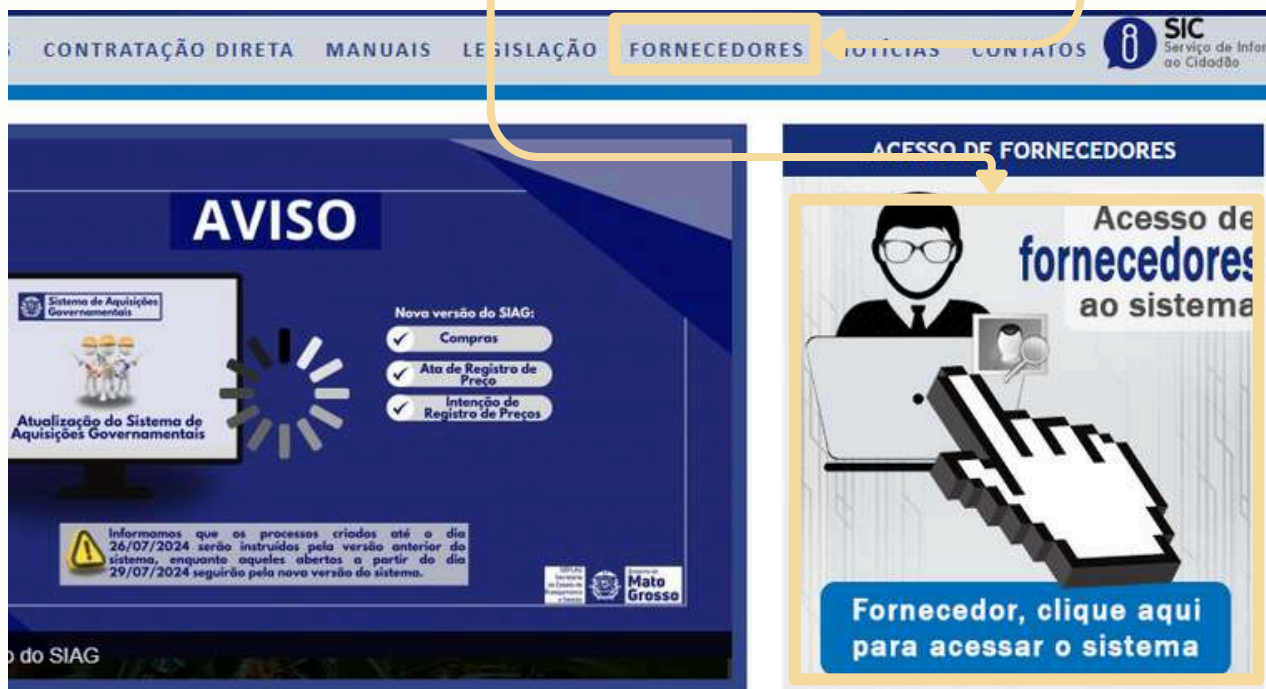 CONTRATAÇÃO DIRETA MANUAIS LEGISLAÇÃO FORNECEDORES NOTÍCIAS CONTATOS
SIC
Serviço de Infor
ao Cidadão
ACESSO DE FORNECEDORES
AVISO
Sistema de Aquisições
Governamentais
Atualização do Sistema de
Aquisições Governamentais
Nova versão do SIAG:
Compras
Ata de Registro de
Preço
Intenção de
Registro de Preços
Informamos que os processos criados até o dia
26/07/2024 serão instruídos pela versão anterior do
sistema, enquanto aqueles abertos a partir do dia
29/07/2024 seguirão pela nova versão do sistema.
Mato
Grosso
o do SIAG
Acesso de
fornecedores
ao sistema
Fornecedor, clique aqui
para acessar o sistema